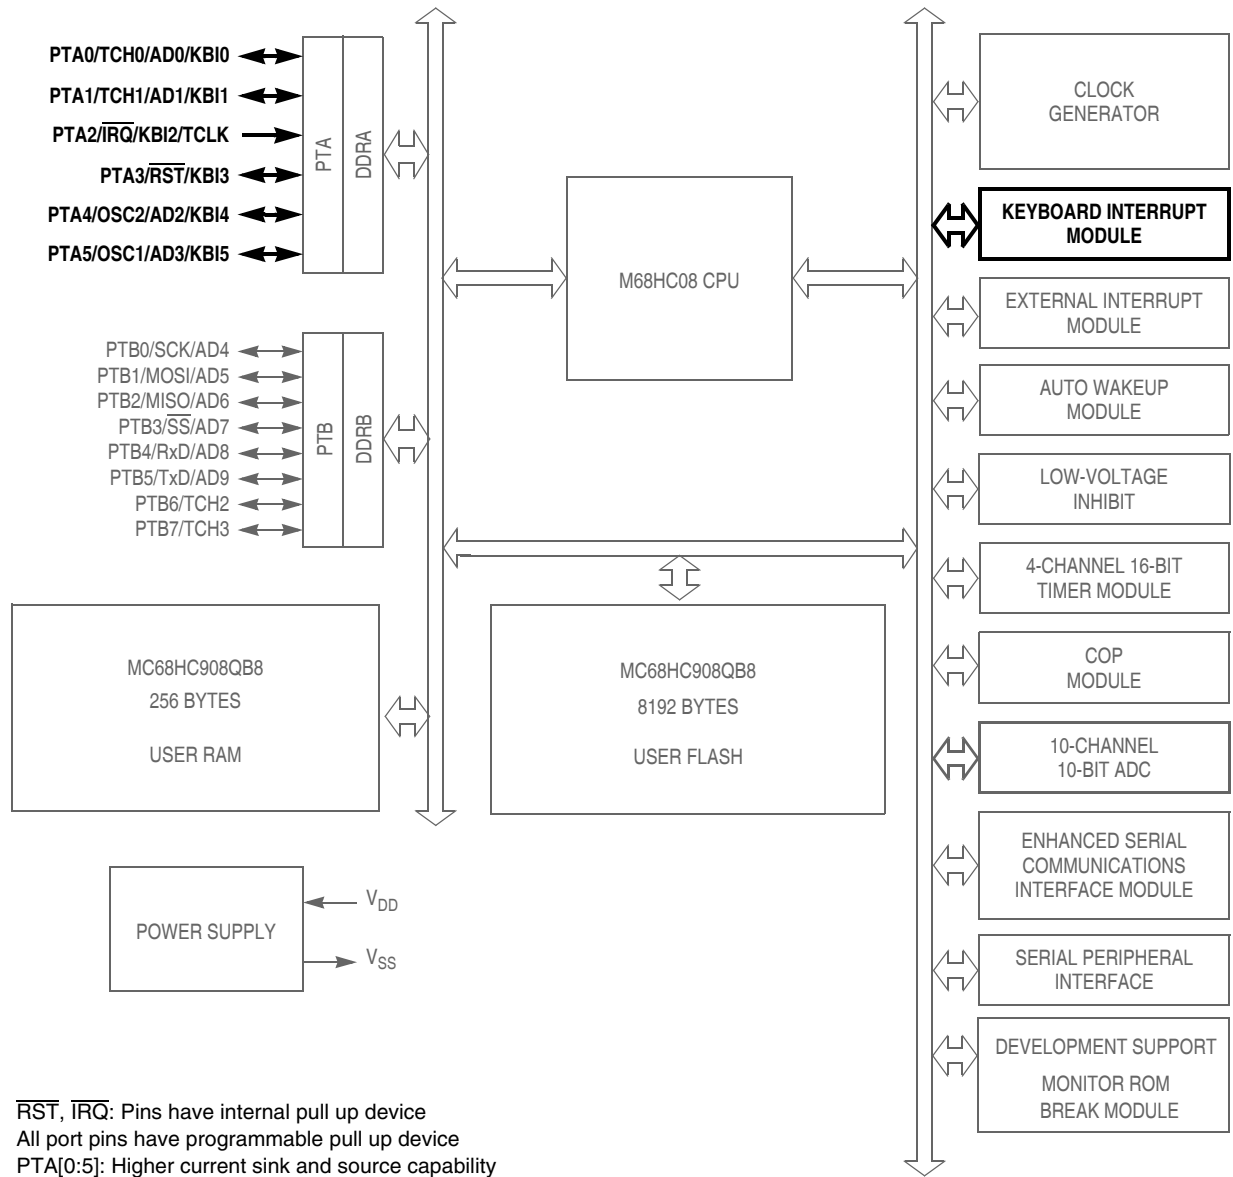 PTA0/TCH0/AD0/KBI0
PTA1/TCH1/AD1/KBI1
PTA2/IRQ/KBI2/TCLK
PTA3/RST/KBI3
PTA4/OSC2/AD2/KBI4
PTA5/OSC1/AD3/KBI5
PTA
DDRA
PTB0/SCK/AD4
PTB1/MOSI/AD5
PTB2/MISO/AD6
PTB3/SS/AD7
PTB4/RxD/AD8
PTB5/TxD/AD9
PTB6/TCH2
PTB7/TCH3
PTB
DDRB
M68HC08 CPU
MC68HC908QB8
256 BYTES
USER RAM
MC68HC908QB8
8192 BYTES
USER FLASH
POWER SUPPLY
VDD
VSS
CLOCK
GENERATOR
KEYBOARD INTERRUPT
MODULE
EXTERNAL INTERRUPT
MODULE
AUTO WAKEUP
MODULE
LOW-VOLTAGE
INHIBIT
4-CHANNEL 16-BIT
TIMER MODULE
COP
MODULE
10-CHANNEL
10-BIT ADC
ENHANCED SERIAL
COMMUNICATIONS
INTERFACE MODULE
SERIAL PERIPHERAL
INTERFACE
DEVELOPMENT SUPPORT
MONITOR ROM
BREAK MODULE
RST, IRQ: Pins have internal pull up device
All port pins have programmable pull up device
PTA[0:5]: Higher current sink and source capability